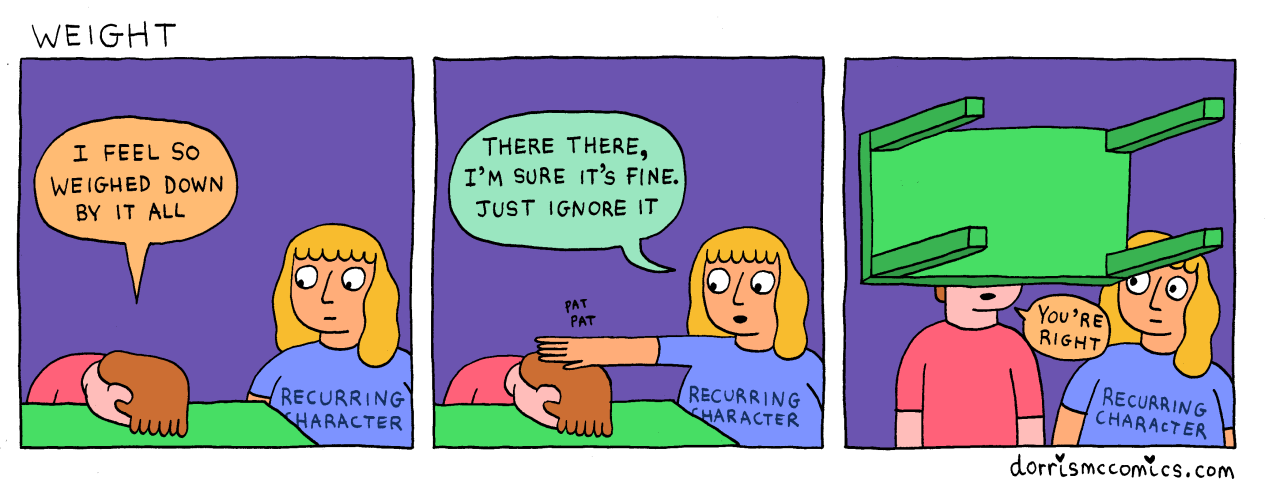 WEIGHT
I FEEL SO
WEIGHED DOWN
BY IT ALL
RECURRING
CHARACTER
THERE THERE,
I'M SURE IT'S FINE.
JUST IGNORE IT
PAT
PAT
RECURRING
CHARACTER
YOU'RE
RIGHT
RECURRING
CHARACTER
dorrismccomics.com